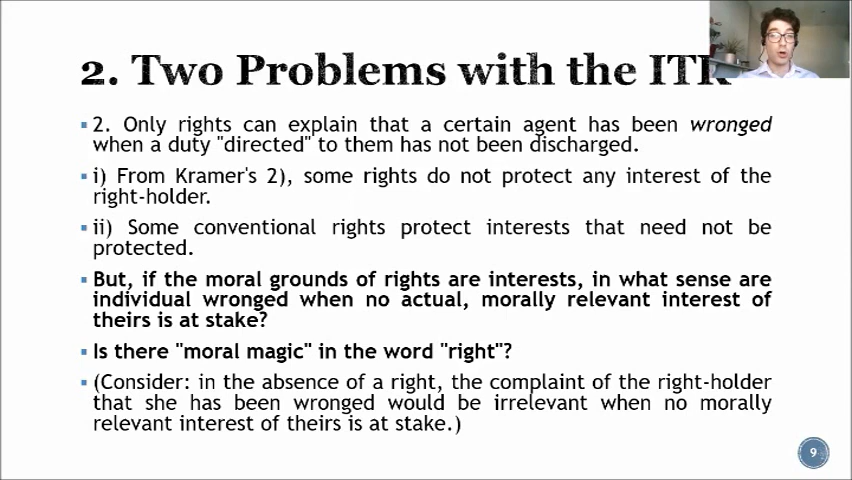 2. Two Problems with the ITR
2. Only rights can explain that a certain agent has been wronged
when a duty "directed" to them has not been discharged.
i) From Kramer's 2), some rights do not protect any interest of the
right-holder.
ii) Some conventional rights protect interests that need not be
protected.
But, if the moral grounds of rights are interests, in what sense are
individual wronged when no actual, morally relevant interest of
theirs is at stake?
Is there "moral magic" in the word "right"?
(Consider: in the absence of a right, the complaint of the right-holder
that she has been wronged would be irrelevant when no morally
relevant interest of theirs is at stake.)
9